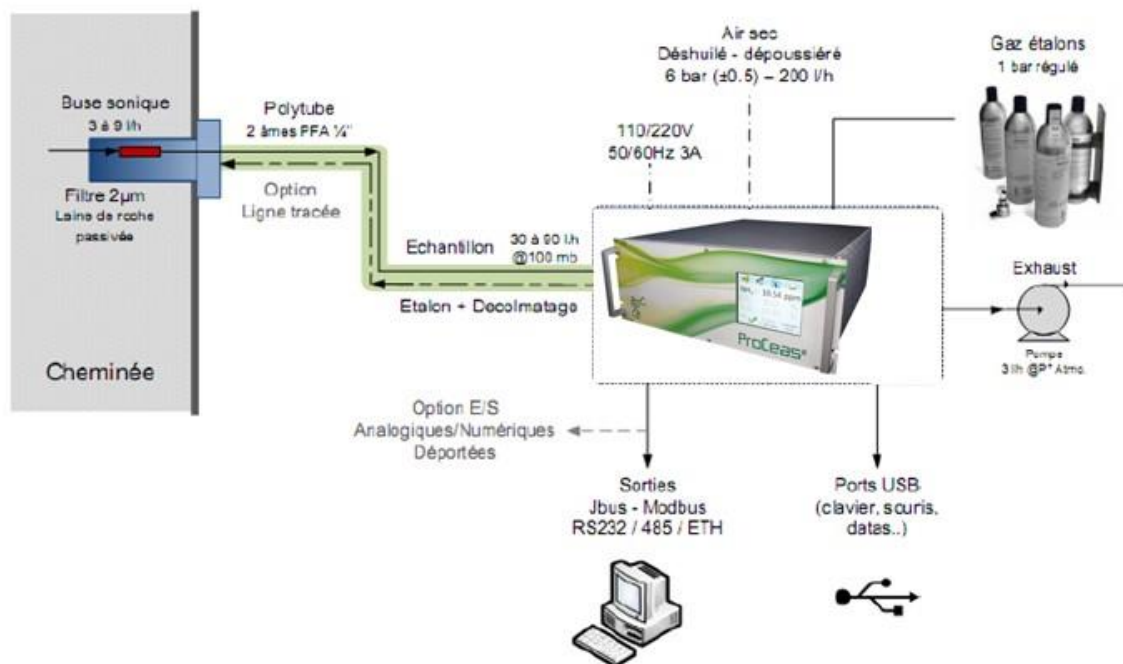 Air sec
Déshuilé - dépoussiéré
6 bar (±0.5) – 200 l/h
Gaz étalons
1 bar régulé
Buse sonique
3 à 9 l/h
Polytube
2 âmes PFA ¼"
110/220V
50/60Hz 3A
Filtre 2µm
Laine de roche
passivée
Option
Ligne tracée
Echantillon
30 à 90 l/h
@100 mb
Etalon + Decolmatage
10.54 ppm
ProCeas®
Exhaust
Pompe
3 l/h @P° Atmo.
Cheminée
Option E/S
Analogiques/Numériques
Déportées
Sorties
Jbus - Modbus
RS232 / 485 / ETH
Ports USB
(clavier, souris,
datas..)